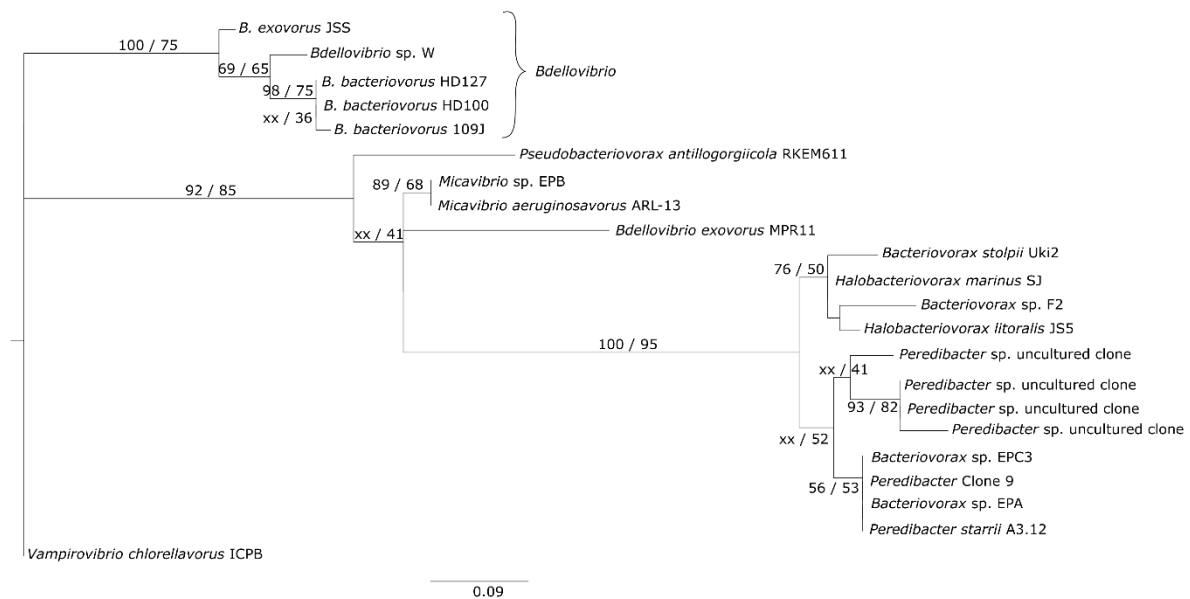 B. exovorus JSS
100 / 75
Bdellovibrio sp. W
69 / 65
Bdellovibrio
B. bacteriovorus HD127
98 / 75
B. bacteriovorus HD100
xx / 36
B. bacteriovorus 109J
Pseudobacteriovorax antillogorgiicola RKEM611
92 / 85
89 / 68
Micavibrio sp. EPB
Micavibrio aeruginosavorus ARL-13
Bdellovibrio exovorus MPR11
xx / 41
Bacteriovorax stolpii Uki2
76 / 50
Halobacteriovorax marinus SJ
Bacteriovorax sp. F2
Halobacteriovorax litoralis JS5
100 / 95
Peredibacter sp. uncultured clone
xx / 41
Peredibacter sp. uncultured clone
93 / 82
Peredibacter sp. uncultured clone
Peredibacter sp. uncultured clone
xx / 52
Bacteriovorax sp. EPC3
Peredibacter Clone 9
56 / 53
Bacteriovorax sp. EPA
Peredibacter starrii A3.12
Vampirovibrio chlorellavorus ICPB
0.09